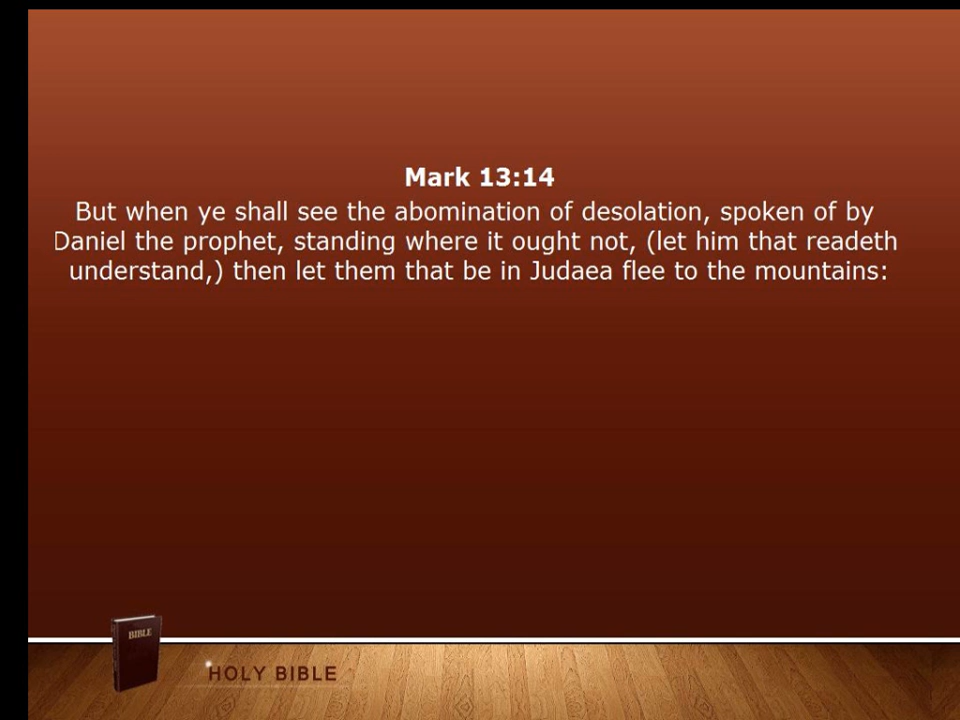 Mark 13:14
But when ye shall see the abomination of desolation, spoken of by
Daniel the prophet, standing where it ought not, (let him that readeth
understand,) then let them that be in Judaea flee to the mountains:
BIBLE
HOLY BIBLE